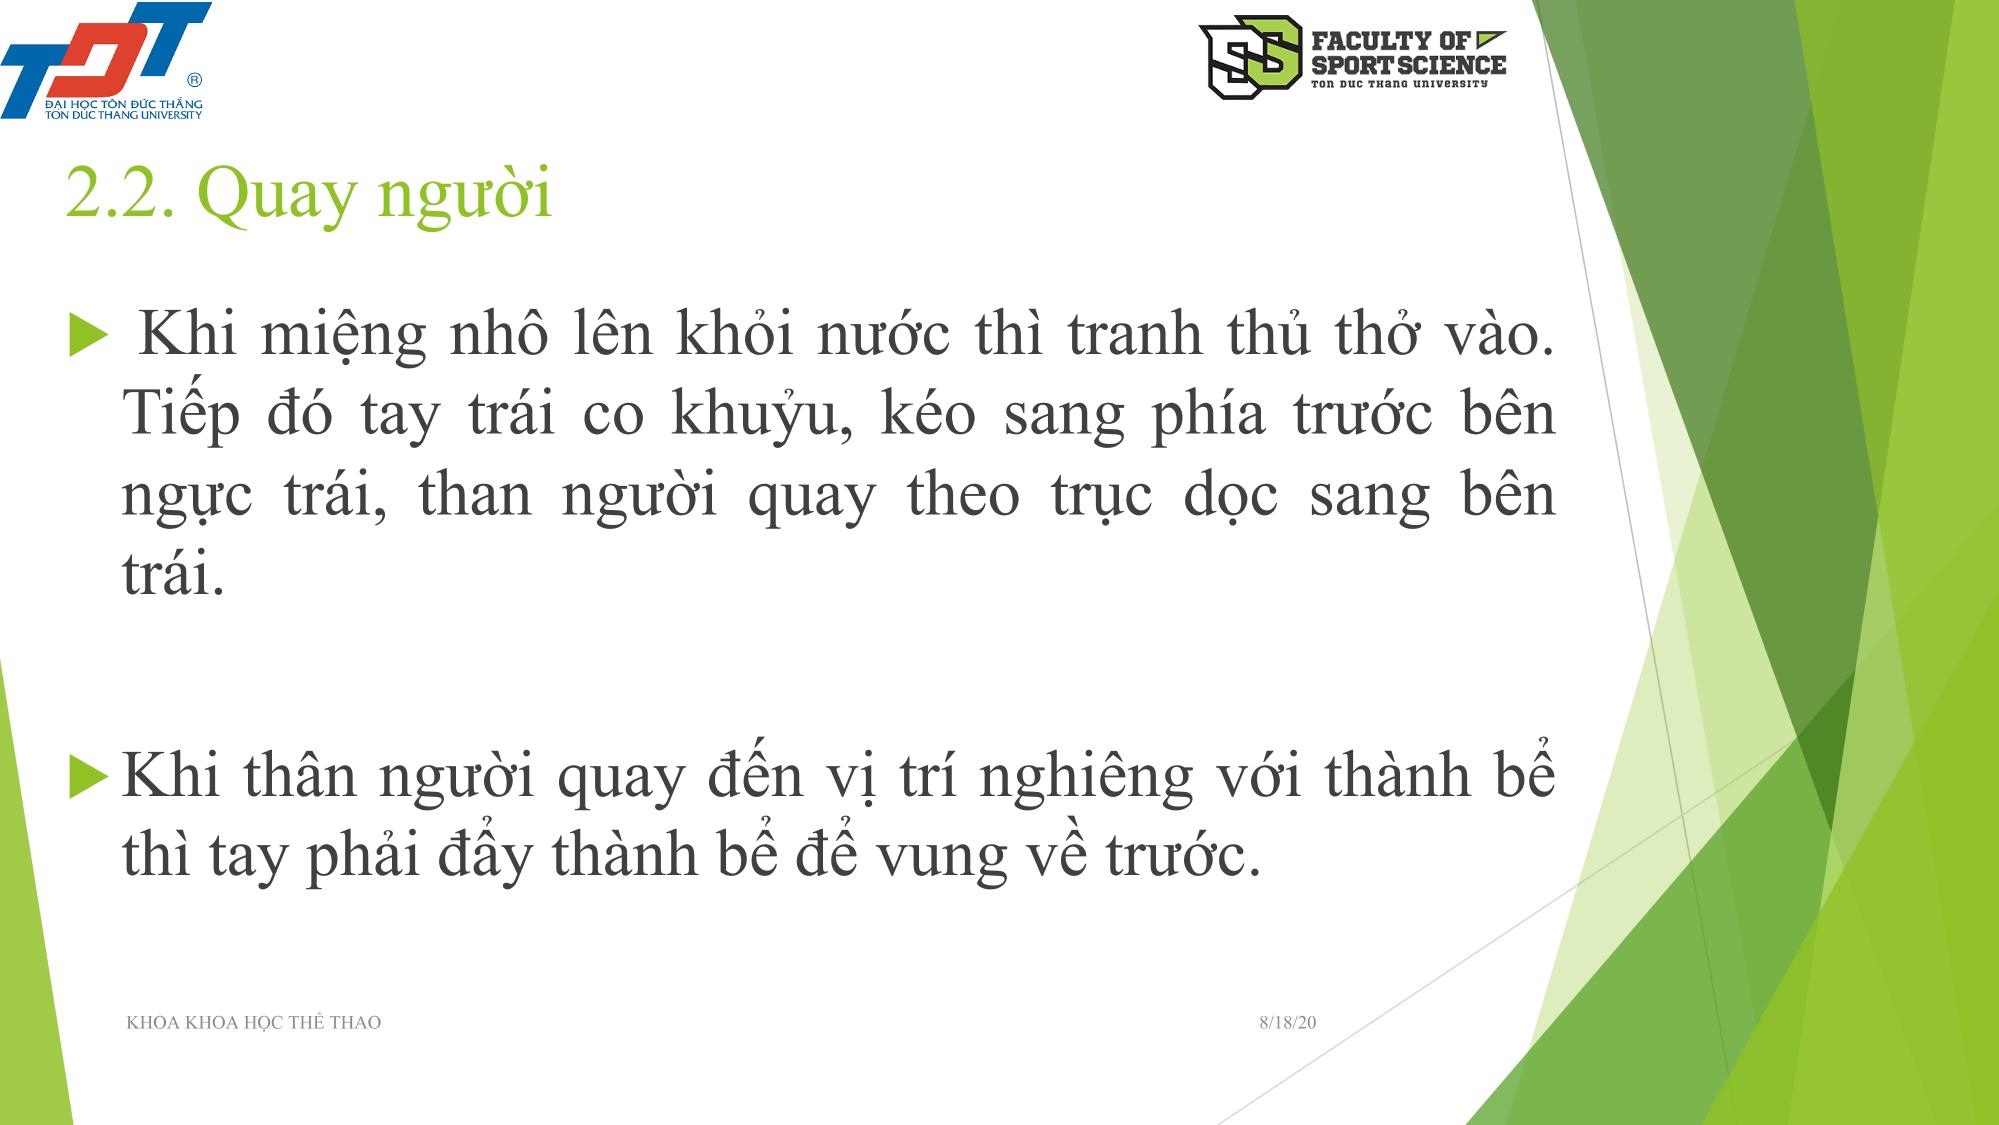 TDT
®
ĐẠI HỌC TÔN ĐỨC THẮNG
TON DUC THANG UNIVERSITY
FACULTY OF
SPORT SCIENCE
TON DUC THANG UNIVERSITY
2.2. Quay người
Khi miệng nhô lên khỏi nước thì tranh thủ thở vào.
Tiếp đó tay trái co khuỷu, kéo sang phía trước bên
ngực trái, than người quay theo trục dọc sang bên
trái.
Khi thân người quay đến vị trí nghiêng với thành bể
thì tay phải đẩy thành bể để vung về trước.
KHOA KHOA HỌC THỂ THAO
8/18/20